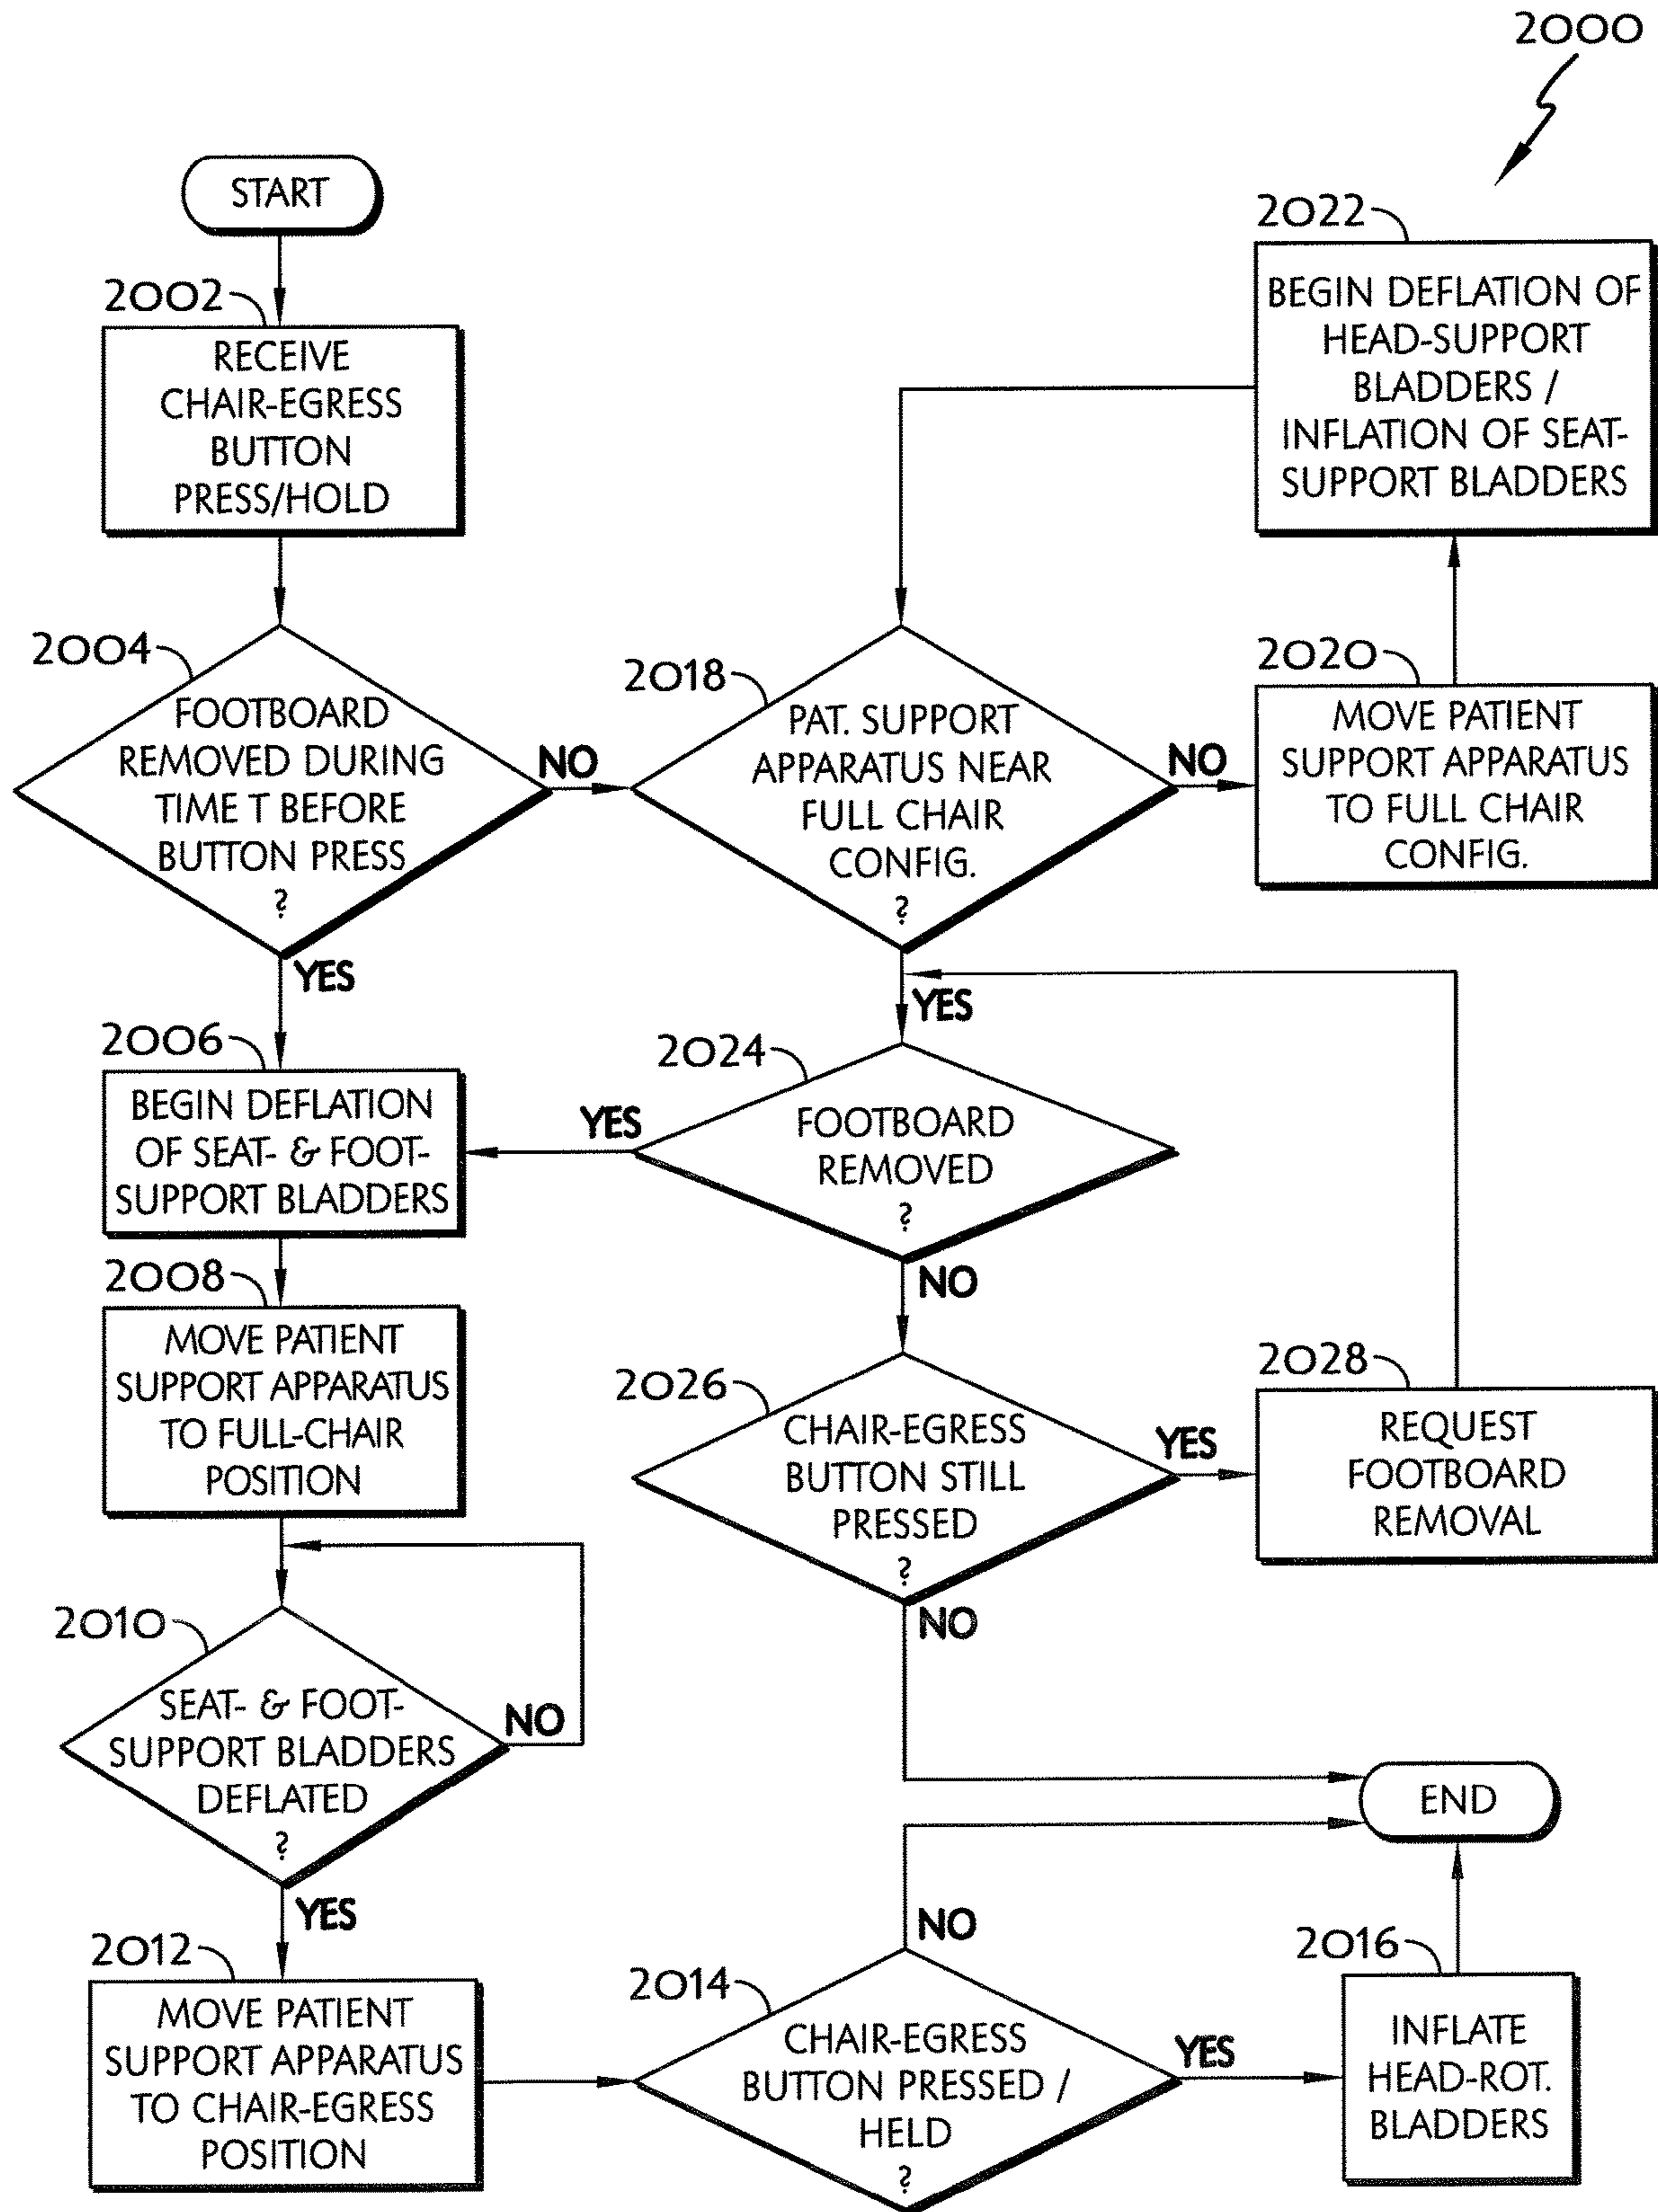 2000
START
2002
RECEIVE
CHAIR-EGRESS
BUTTON
PRESS/HOLD
2004
FOOTBOARD
REMOVED DURING
TIME T BEFORE
BUTTON PRESS
?
NO
YES
2018
PAT. SUPPORT
APPARATUS NEAR
FULL CHAIR
CONFIG.
?
NO
YES
2020
MOVE PATIENT
SUPPORT APPARATUS
TO FULL CHAIR
CONFIG.
2022
BEGIN DEFLATION OF
HEAD-SUPPORT
BLADDERS /
INFLATION OF SEAT-
SUPPORT BLADDERS
2006
BEGIN DEFLATION
OF SEAT- & FOOT-
SUPPORT BLADDERS
2024
FOOTBOARD
REMOVED
?
YES
NO
2008
MOVE PATIENT
SUPPORT APPARATUS
TO FULL-CHAIR
POSITION
2026
CHAIR-EGRESS
BUTTON STILL
PRESSED
?
YES
NO
2028
REQUEST
FOOTBOARD
REMOVAL
2010
SEAT- & FOOT-
SUPPORT BLADDERS
DEFLATED
?
NO
YES
2012
MOVE PATIENT
SUPPORT APPARATUS
TO CHAIR-EGRESS
POSITION
2014
CHAIR-EGRESS
BUTTON PRESSED /
HELD
?
NO
YES
2016
INFLATE
HEAD-ROT.
BLADDERS
END